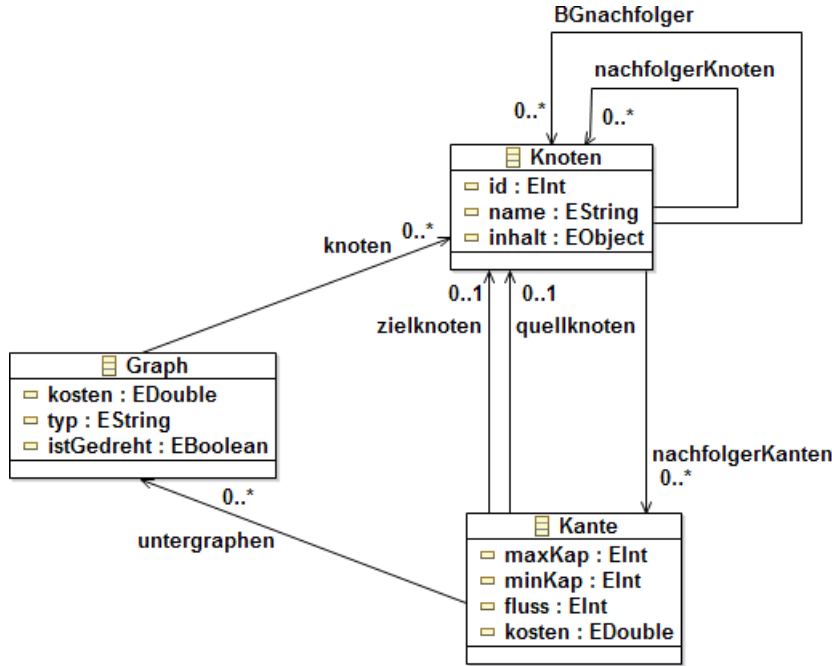 BGnachfolger
nachfolgerKnoten
0..*
0..*
Knoten
id : EInt
name : EString
inhalt : EObject
knoten
0..*
0..1
0..1
zielknoten
quellknoten
Graph
kosten : EDouble
typ : EString
istGedreht : EBoolean
nachfolgerKanten
0..*
0..*
untergraphen
Kante
maxKap : EInt
minKap : EInt
fluss : EInt
kosten : EDouble